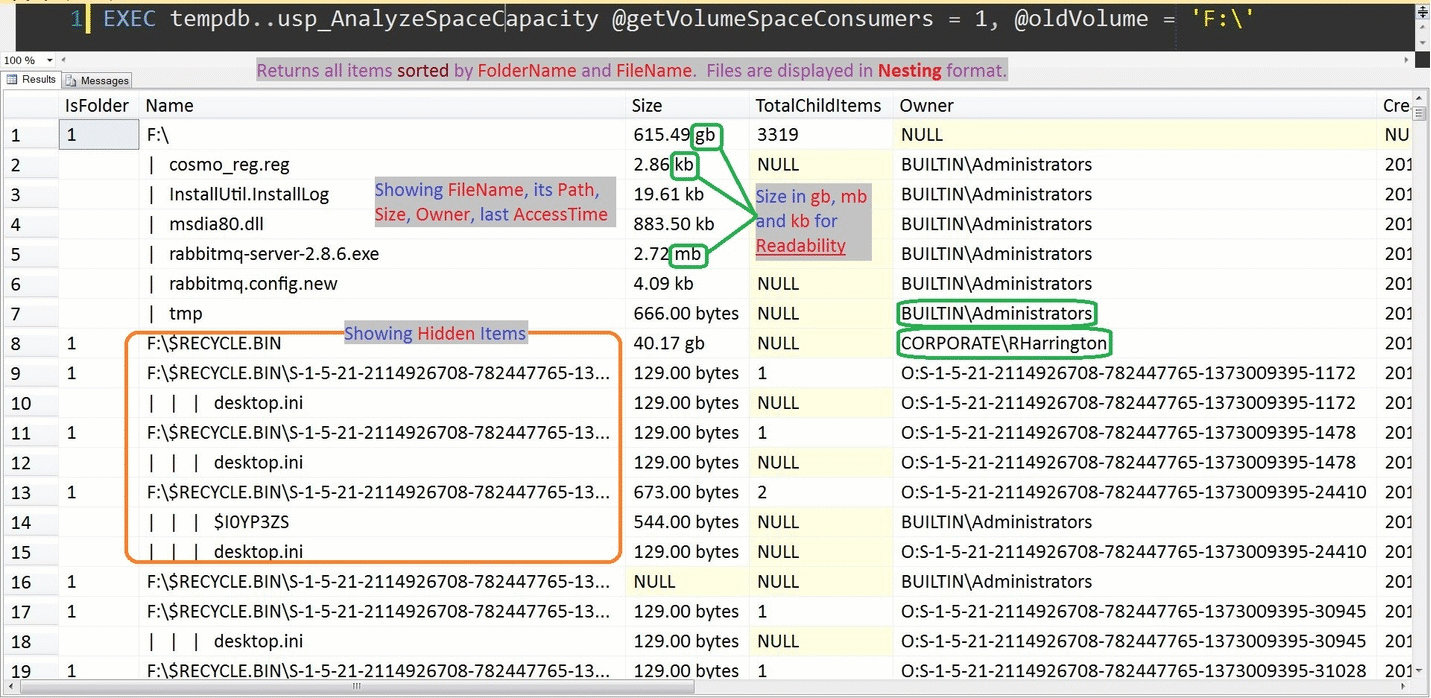 1 EXEC tempdb..usp_AnalyzeSpaceCapacity @getVolumeSpaceConsumers = 1, @oldVolume = 'F:\'
100 %
Returns all items sorted by FolderName and FileName. Files are displayed in Nesting format.
Results Messages
IsFolder Name Size TotalChildItems Owner Cre
1 1 F:\ 615.49 gb 3319 NULL NU
2 | cosmo_reg.reg 2.86 kb NULL BUILTIN\Administrators 201
3 | InstallUtil.InstallLog 19.61 kb BUILTIN\Administrators 201
4 | msdia80.dll 883.50 kb BUILTIN\Administrators 201
5 | rabbitmq-server-2.8.6.exe 2.72 mb BUILTIN\Administrators 201
6 | rabbitmq.config.new 4.09 kb NULL BUILTIN\Administrators 201
7 | tmp 666.00 bytes NULL BUILTIN\Administrators 201
8 1 F:\$RECYCLE.BIN 40.17 gb NULL CORPORATE\RHarrington 201
9 1 F:\$RECYCLE.BIN\S-1-5-21-2114926708-782447765-13... 129.00 bytes 1 O:S-1-5-21-2114926708-782447765-1373009395-1172 201
10 | | | desktop.ini 129.00 bytes NULL O:S-1-5-21-2114926708-782447765-1373009395-1172 201
11 1 F:\$RECYCLE.BIN\S-1-5-21-2114926708-782447765-13... 129.00 bytes 1 O:S-1-5-21-2114926708-782447765-1373009395-1478 201
12 | | | desktop.ini 129.00 bytes NULL O:S-1-5-21-2114926708-782447765-1373009395-1478 201
13 1 F:\$RECYCLE.BIN\S-1-5-21-2114926708-782447765-13... 673.00 bytes 2 O:S-1-5-21-2114926708-782447765-1373009395-24410 201
14 | | | $I0YP3ZS 544.00 bytes NULL BUILTIN\Administrators 201
15 | | | desktop.ini 129.00 bytes NULL O:S-1-5-21-2114926708-782447765-1373009395-24410 201
16 1 F:\$RECYCLE.BIN\S-1-5-21-2114926708-782447765-13... NULL NULL BUILTIN\Administrators 201
17 1 F:\$RECYCLE.BIN\S-1-5-21-2114926708-782447765-13... 129.00 bytes 1 O:S-1-5-21-2114926708-782447765-1373009395-30945 201
18 | | | desktop.ini 129.00 bytes NULL O:S-1-5-21-2114926708-782447765-1373009395-30945 201
19 1 F:\$RECYCLE.BIN\S-1-5-21-2114926708-782447765-13... 129.00 bytes 1 O:S-1-5-21-2114926708-782447765-1373009395-31028 201
Showing FileName, its Path,
Size, Owner, last AccessTime
Size in gb, mb
and kb for
Readability
Showing Hidden Items